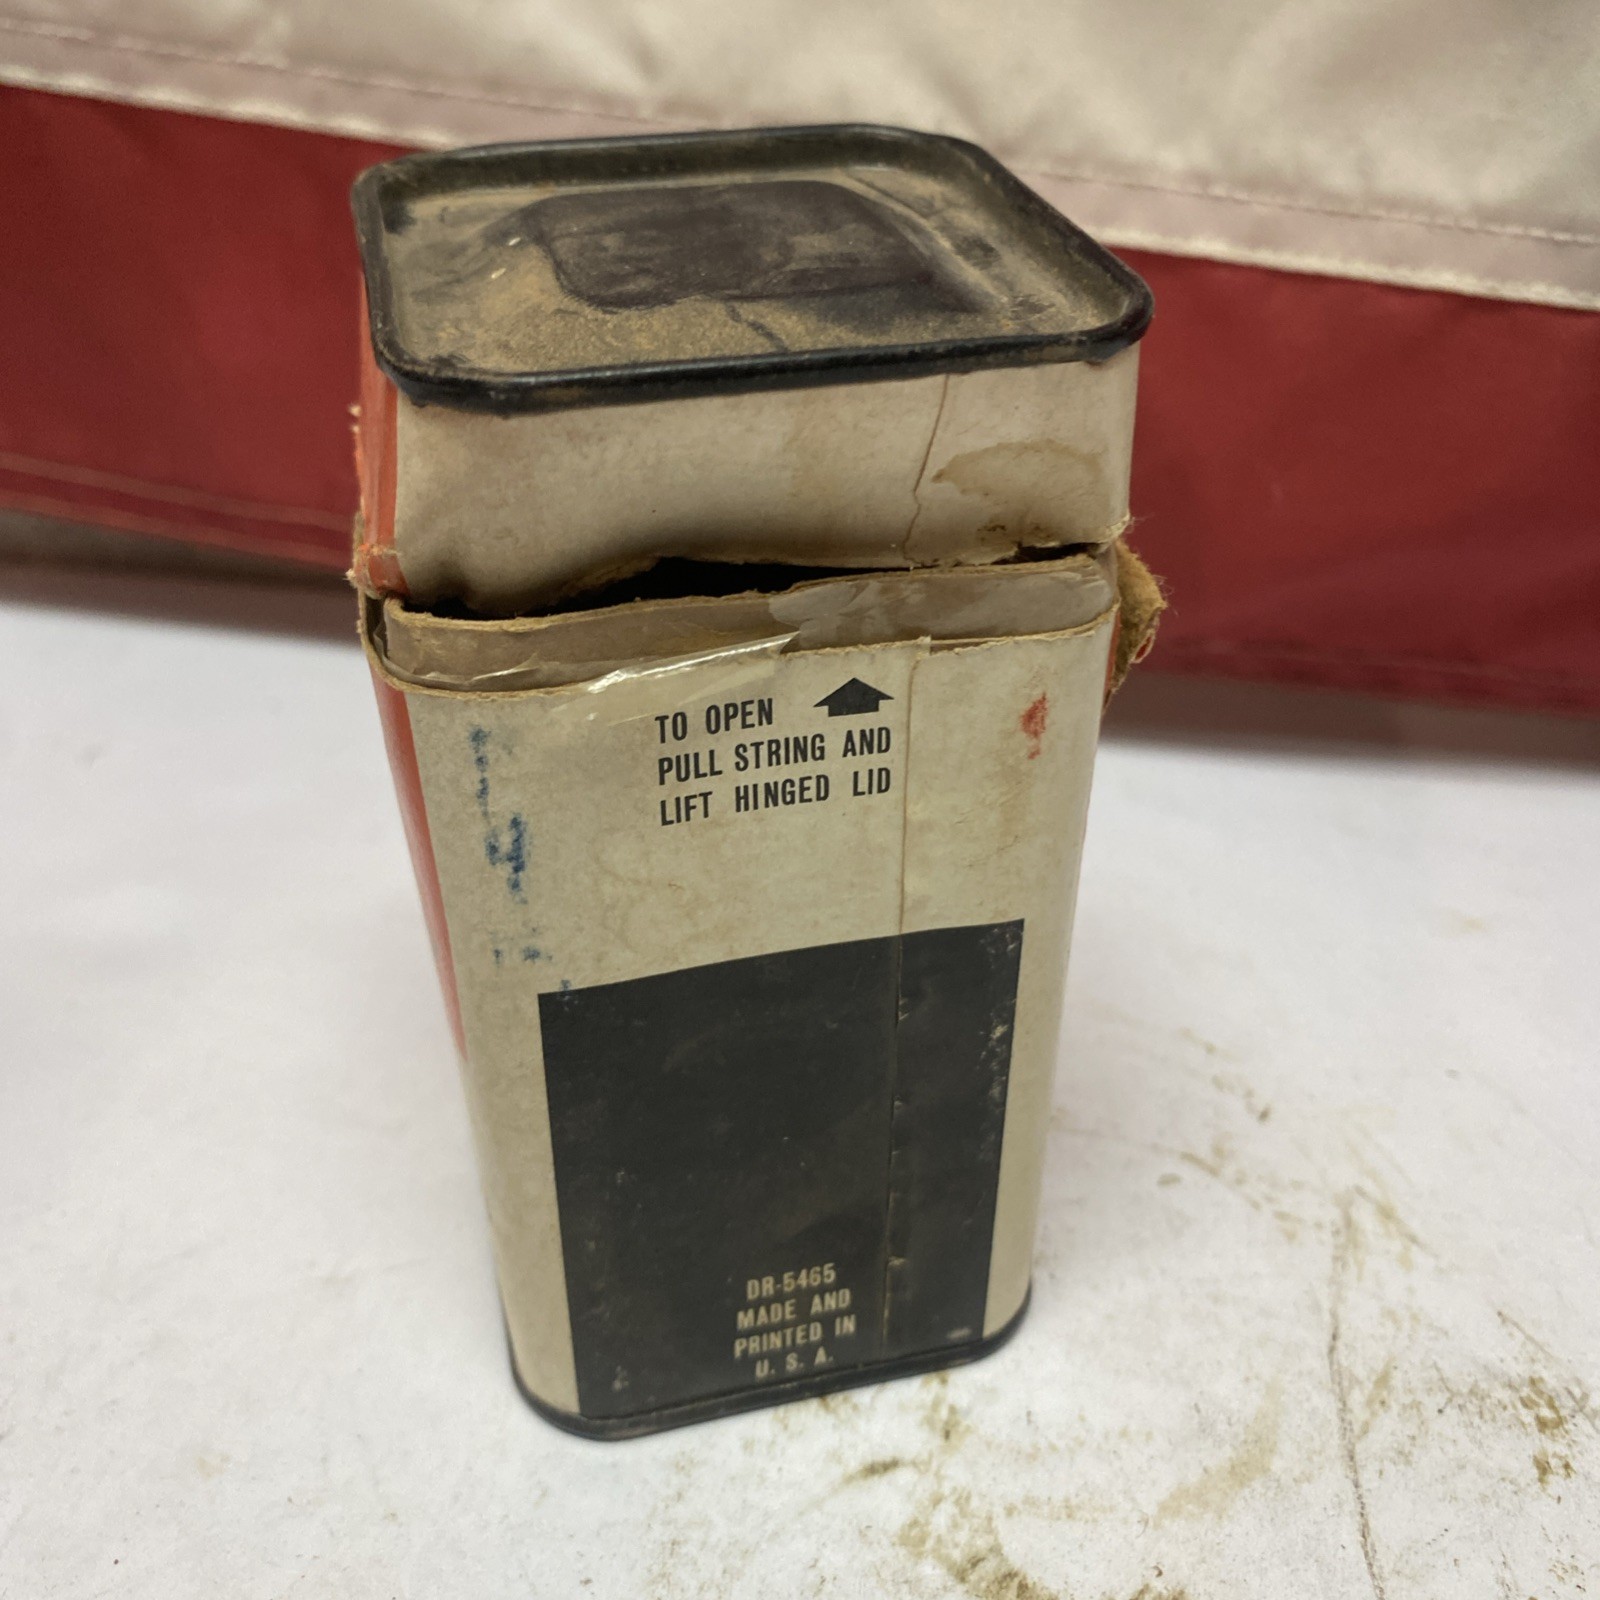 TO OPEN
PULL STRING AND
LIFT HINGED LID
DR-5465
MADE AND
PRINTED IN
U. S. A.